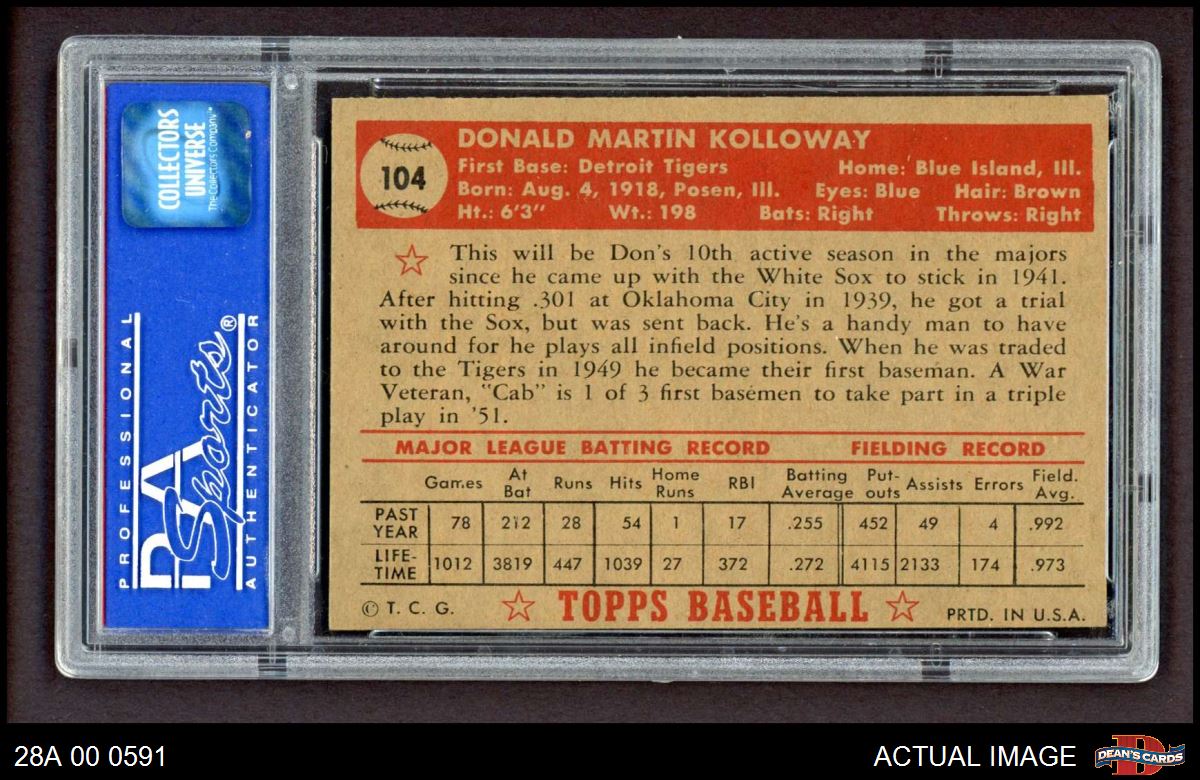 COLLECTORS
UNIVERSE
The Collectors Company™
PROFESSIONAL
PSA
Sports®
AUTHENTICATOR
104
DONALD MARTIN KOLLOWAY
First Base: Detroit Tigers Home: Blue Island, Ill.
Born: Aug. 4, 1918, Posen, Ill. Eyes: Blue Hair: Brown
Ht.: 6'3" Wt.: 198 Bats: Right Throws: Right
This will be Don's 10th active season in the majors
since he came up with the White Sox to stick in 1941.
After hitting .301 at Oklahoma City in 1939, he got a trial
with the Sox, but was sent back. He's a handy man to have
around for he plays all infield positions. When he was traded
to the Tigers in 1949 he became their first baseman. A War
Veteran, "Cab" is 1 of 3 first basemen to take part in a triple
play in '51.
MAJOR LEAGUE BATTING RECORD FIELDING RECORD
Games At Bat Runs Hits Home Runs RBI Batting Average Put-outs Assists Errors Field. Avg.
PAST YEAR 78 212 28 54 1 17 .255 452 49 4 .992
LIFE-TIME 1012 3819 447 1039 27 372 .272 4115 2133 174 .973
© T. C. G. TOPPS BASEBALL PRTD. IN U.S.A.
28A 00 0591 ACTUAL IMAGE
D
DEAN'S CARDS